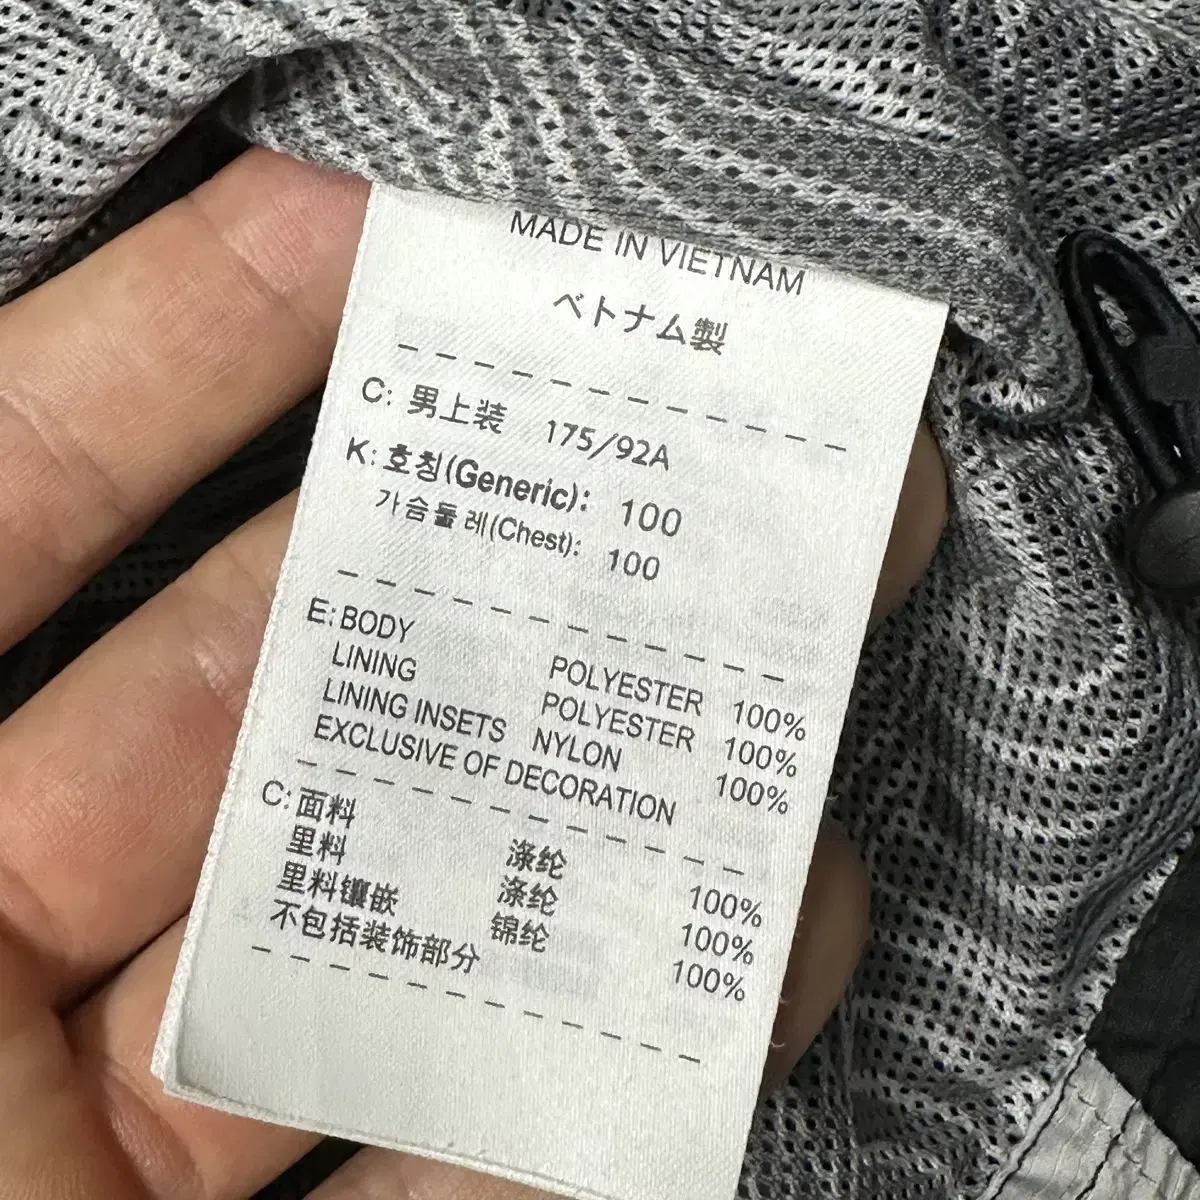 MADE IN VIETNAM
ベトナム製
C: 男上装 175/92A
K: 호칭(Generic): 100
가슴둘레(Chest): 100
E: BODY POLYESTER 100%
LINING POLYESTER 100%
LINING INSETS NYLON 100%
EXCLUSIVE OF DECORATION
C: 面料 涤纶 100%
里料 涤纶 100%
里料镶嵌 锦纶 100%
不包括装饰部分